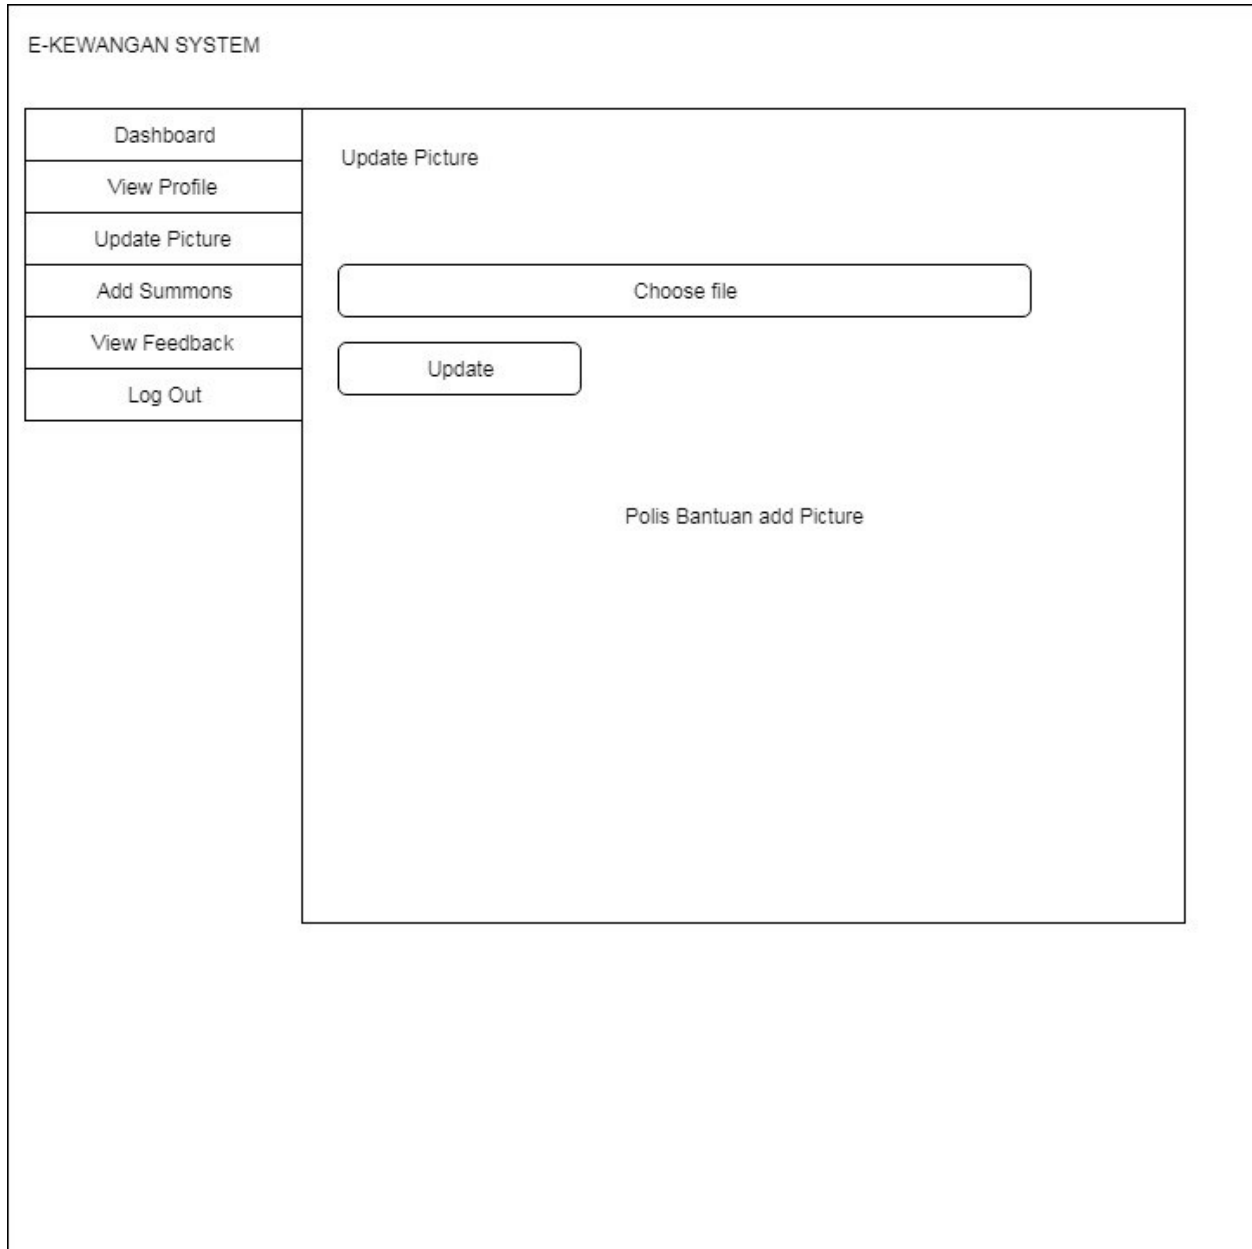 E-KEWANGAN SYSTEM
Dashboard
View Profile
Update Picture
Add Summons
View Feedback
Log Out
Update Picture
Choose file
Update
Polis Bantuan add Picture